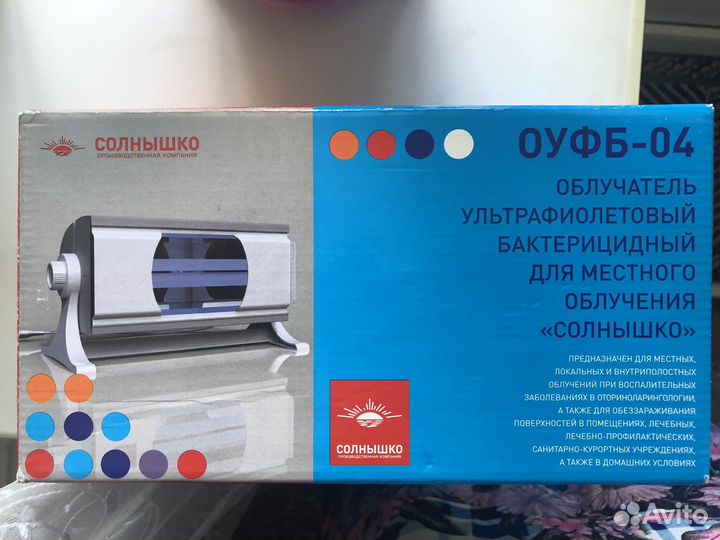 СОЛНЫШКО
ПРОИЗВОДСТВЕННАЯ КОМПАНИЯ
ОУФБ-04
ОБЛУЧАТЕЛЬ
УЛЬТРАФИОЛЕТОВЫЙ
БАКТЕРИЦИДНЫЙ
ДЛЯ МЕСТНОГО
ОБЛУЧЕНИЯ
«СОЛНЫШКО»
ПРЕДНАЗНАЧЕН ДЛЯ МЕСТНЫХ,
ЛОКАЛЬНЫХ И ВНУТРИПОЛОСТНЫХ
ОБЛУЧЕНИЙ ПРИ ВОСПАЛИТЕЛЬНЫХ
ЗАБОЛЕВАНИЯХ В ОТОРИНОЛАРИНГОЛОГИИ,
А ТАКЖЕ ДЛЯ ОБЕЗЗАРАЖИВАНИЯ
ПОВЕРХНОСТЕЙ В ПОМЕЩЕНИЯХ, ЛЕЧЕБНЫХ,
ЛЕЧЕБНО-ПРОФИЛАКТИЧЕСКИХ,
САНИТАРНО-КУРОРТНЫХ УЧРЕЖДЕНИЯХ,
А ТАКЖЕ В ДОМАШНИХ УСЛОВИЯХ
СОЛНЫШКО
ПРОИЗВОДСТВЕННАЯ КОМПАНИЯ
Avito